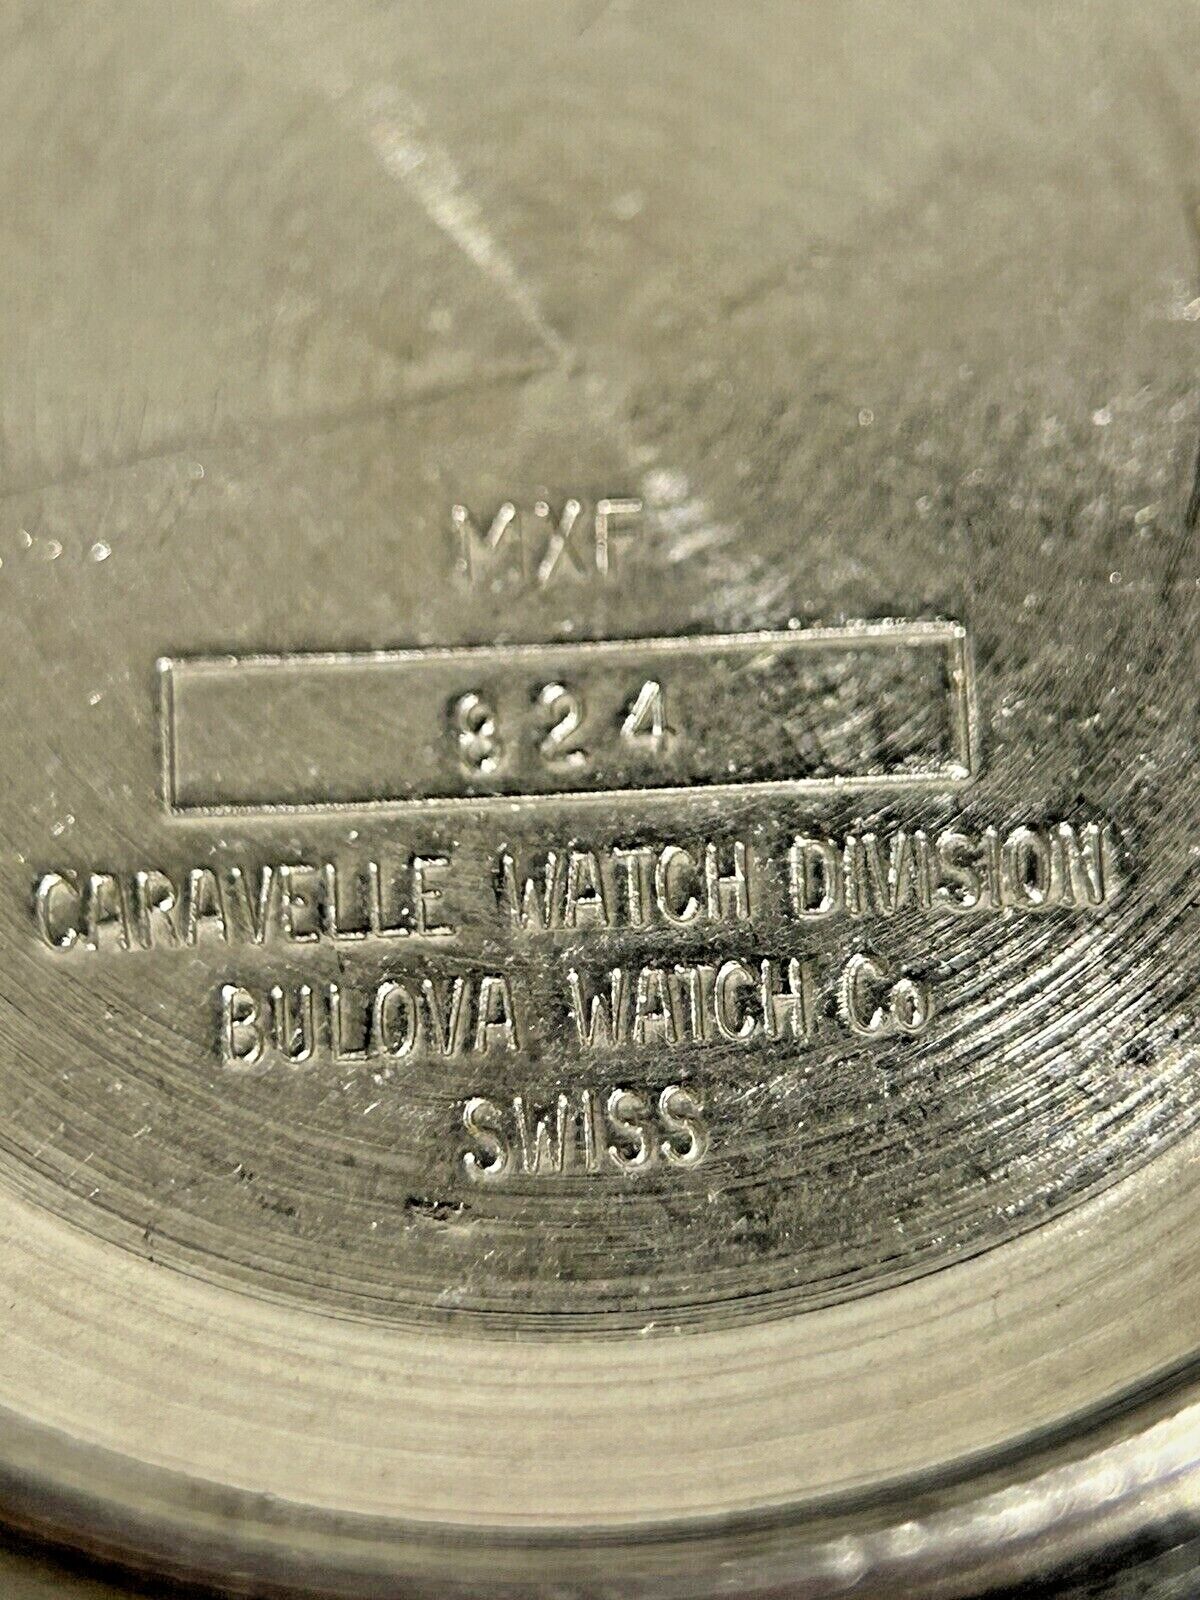 MXF
824
CARAVELLE WATCH DIVISION
BULOVA WATCH Co
SWISS